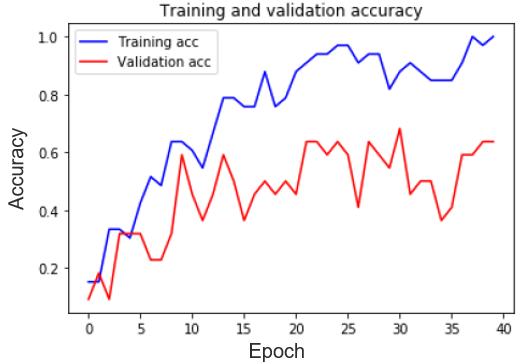 Training and validation accuracy
Training acc
Validation acc
Accuracy
1.0
0.8
0.6
0.4
0.2
0 5 10 15 20 25 30 35 40
Epoch